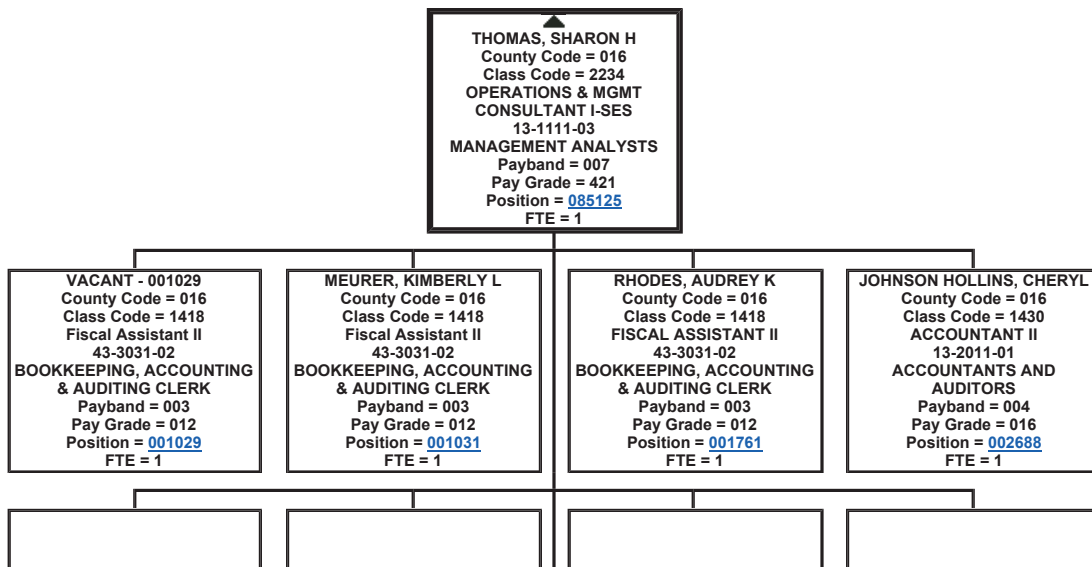 THOMAS, SHARON H
County Code = 016
Class Code = 2234
OPERATIONS & MGMT
CONSULTANT I-SES
13-1111-03
MANAGEMENT ANALYSTS
Payband = 007
Pay Grade = 421
Position = 085125
FTE = 1
VACANT - 001029
County Code = 016
Class Code = 1418
Fiscal Assistant II
43-3031-02
BOOKKEEPING, ACCOUNTING
& AUDITING CLERK
Payband = 003
Pay Grade = 012
Position = 001029
FTE = 1
MEURER, KIMBERLY L
County Code = 016
Class Code = 1418
Fiscal Assistant II
43-3031-02
BOOKKEEPING, ACCOUNTING
& AUDITING CLERK
Payband = 003
Pay Grade = 012
Position = 001031
FTE = 1
RHODES, AUDREY K
County Code = 016
Class Code = 1418
FISCAL ASSISTANT II
43-3031-02
BOOKKEEPING, ACCOUNTING
& AUDITING CLERK
Payband = 003
Pay Grade = 012
Position = 001761
FTE = 1
JOHNSON HOLLINS, CHERYL
County Code = 016
Class Code = 1430
ACCOUNTANT II
13-2011-01
ACCOUNTANTS AND
AUDITORS
Payband = 004
Pay Grade = 016
Position = 002688
FTE = 1